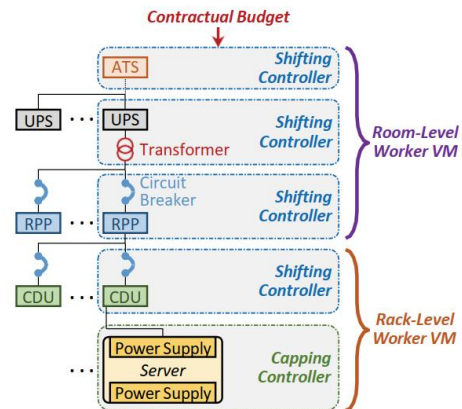 Contractual Budget
ATS
Shifting
Controller
UPS
...
UPS
Shifting
Controller
Transformer
Room-Level
Worker VM
Circuit
Breaker
Shifting
Controller
RPP
...
RPP
Shifting
Controller
CDU
...
CDU
Rack-Level
Worker VM
Power Supply
Server
Power Supply
...
Capping
Controller